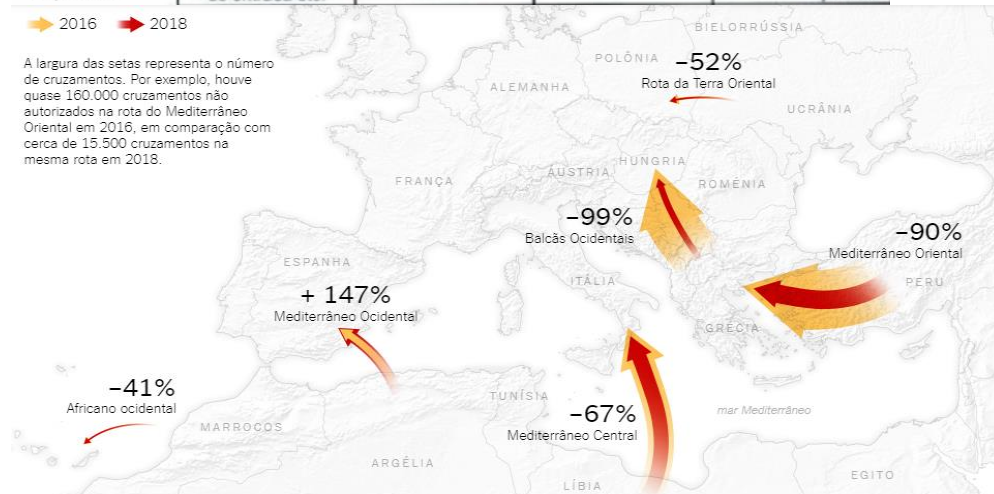 2016 2018
A largura das setas representa o número
de cruzamentos. Por exemplo, houve
quase 160.000 cruzamentos não
autorizados na rota do Mediterrâneo
Oriental em 2016, em comparação com
cerca de 15.500 cruzamentos na
mesma rota em 2018.
BIELORRÚSSIA
POLÔNIA
–52%
Rota da Terra Oriental
ALEMANHA
UCRÂNIA
HUNGRIA
ÁUSTRIA
FRANÇA
ROMÉNIA
–99%
Balcãs Ocidentais
–90%
Mediterrâneo Oriental
ESPANHA
ITÁLIA
PERU
+ 147%
Mediterrâneo Ocidental
GRÉCIA
–41%
Africano ocidental
TUNÍSIA
–67%
Mediterrâneo Central
mar Mediterrâneo
MARROCOS
ARGÉLIA
LÍBIA
EGITO